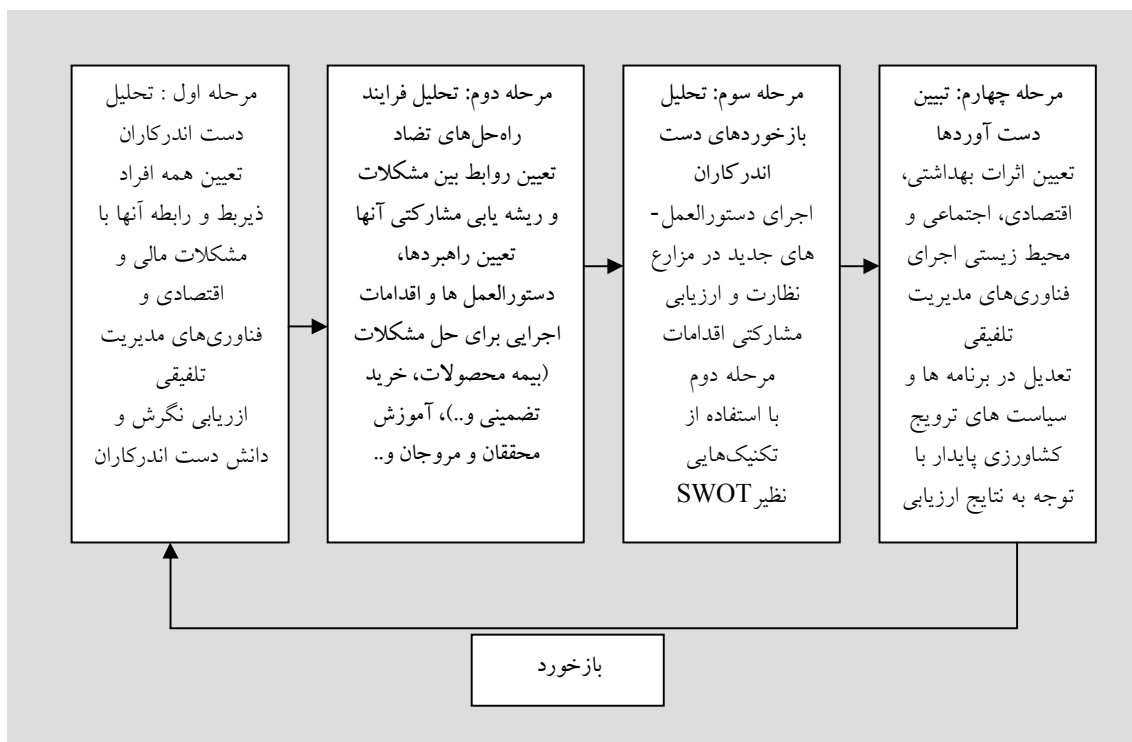 مرحله اول : تحلیل
دست اندرکاران
تعیین همه افراد
ذیربط و رابطه آنها با
مشکلات مالی و
اقتصادی و
فناوری‌های مدیریت
تلفیقی
ازریابی نگرش و
دانش دست اندرکاران
مرحله دوم: تحلیل فرایند
راه‌حل‌های تضاد
تعیین روابط بین مشکلات
و ریشه یابی مشارکتی آنها
تعیین راهبردها،
دستورالعمل ها و اقدامات
اجرایی برای حل مشکلات
(بیمه محصولات، خرید
تضمینی و..)، آموزش
محققان و مروجان و..
مرحله سوم: تحلیل
بازخوردهای دست
اندرکاران
اجرای دستورالعمل-
های جدید در مزارع
نظارت و ارزیابی
مشارکتی اقدامات
مرحله دوم
با استفاده از
تکنیک‌هایی
نظیر SWOT
مرحله چهارم: تبیین
دست آوردها
تعیین اثرات بهداشتی،
اقتصادی، اجتماعی و
محیط زیستی اجرای
فناوری‌های مدیریت
تلفیقی
تعدیل در برنامه ها و
سیاست های ترویج
کشاورزی پایدار با
توجه به نتایج ارزیابی
بازخورد